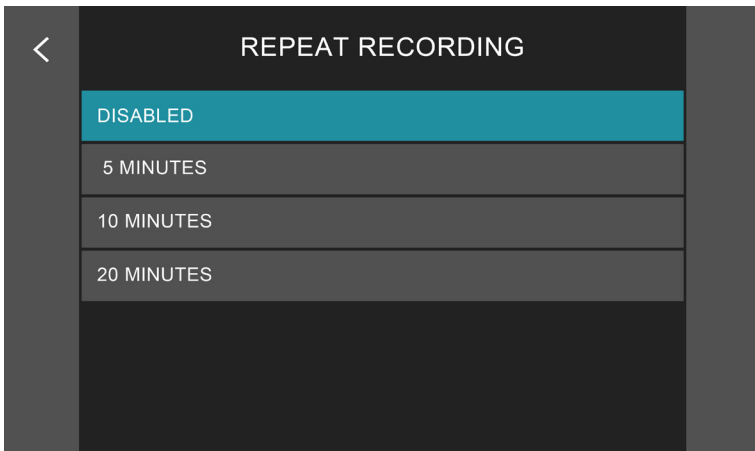 REPEAT RECORDING
DISABLED
5 MINUTES
10 MINUTES
20 MINUTES